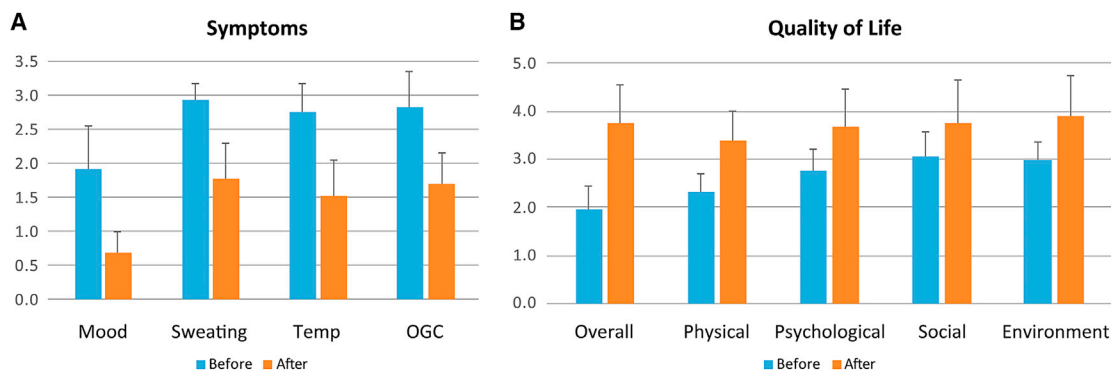 A
Symptoms
3.5
3.0
2.5
2.0
1.5
1.0
0.5
0.0
Mood Sweating Temp OGC
Before After
B
Quality of Life
5.0
4.0
3.0
2.0
1.0
0.0
Overall Physical Psychological Social Environment
Before After